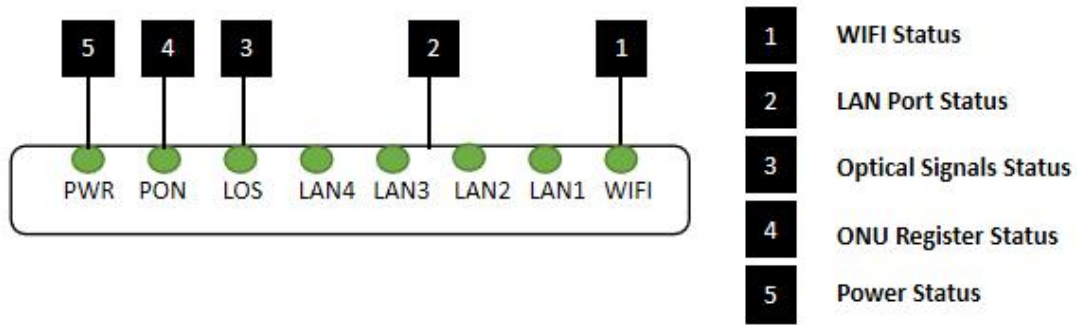 5 4 3 2 1
PWR PON LOS LAN4 LAN3 LAN2 LAN1 WIFI
1 WIFI Status
2 LAN Port Status
3 Optical Signals Status
4 ONU Register Status
5 Power Status